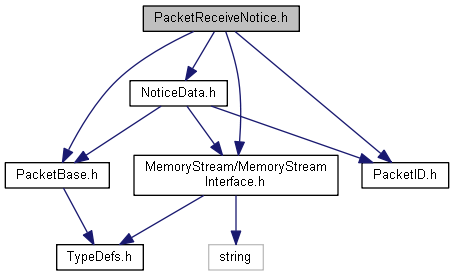 PacketReceiveNotice.h
NoticeData.h
PacketBase.h
MemoryStream/MemoryStream
Interface.h
PacketID.h
TypeDefs.h
string